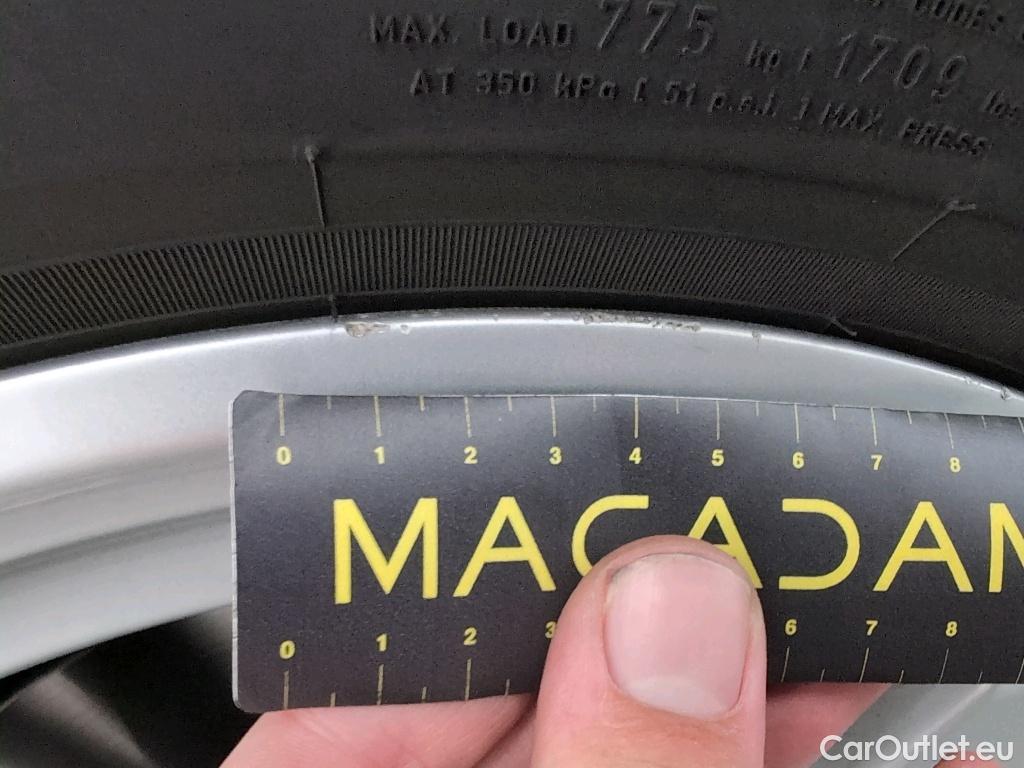 CODES
MAX. LOAD 775 kg ( 1709 lbs
AT 350 kPa ( 51 p.s.i. ) MAX. PRESS
0 1 2 3 4 5 6 7 8
MACADAM
0 1 2 3 6 7 8
CarOutlet.eu